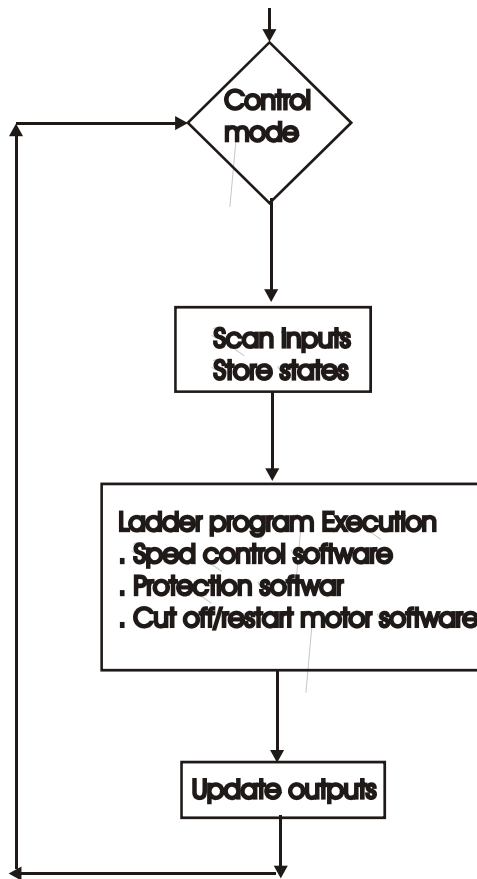 Control
mode
Scan inputs
Store states
Ladder program Execution
. Sped control software
. Protection softwar
. Cut off/restart motor software
Update outputs